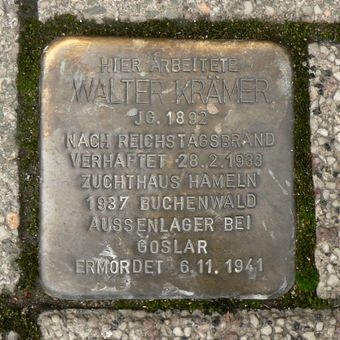 HIER ARBEITETE
WALTER KRÄMER
JG. 1892
NACH REICHSTAGSBRAND
VERHAFTET 28.2.1933
ZUCHTHAUS HAMELN
1937 BUCHENWALD
AUSSENLAGER BEI
GOSLAR
ERMORDET 6.11.1941